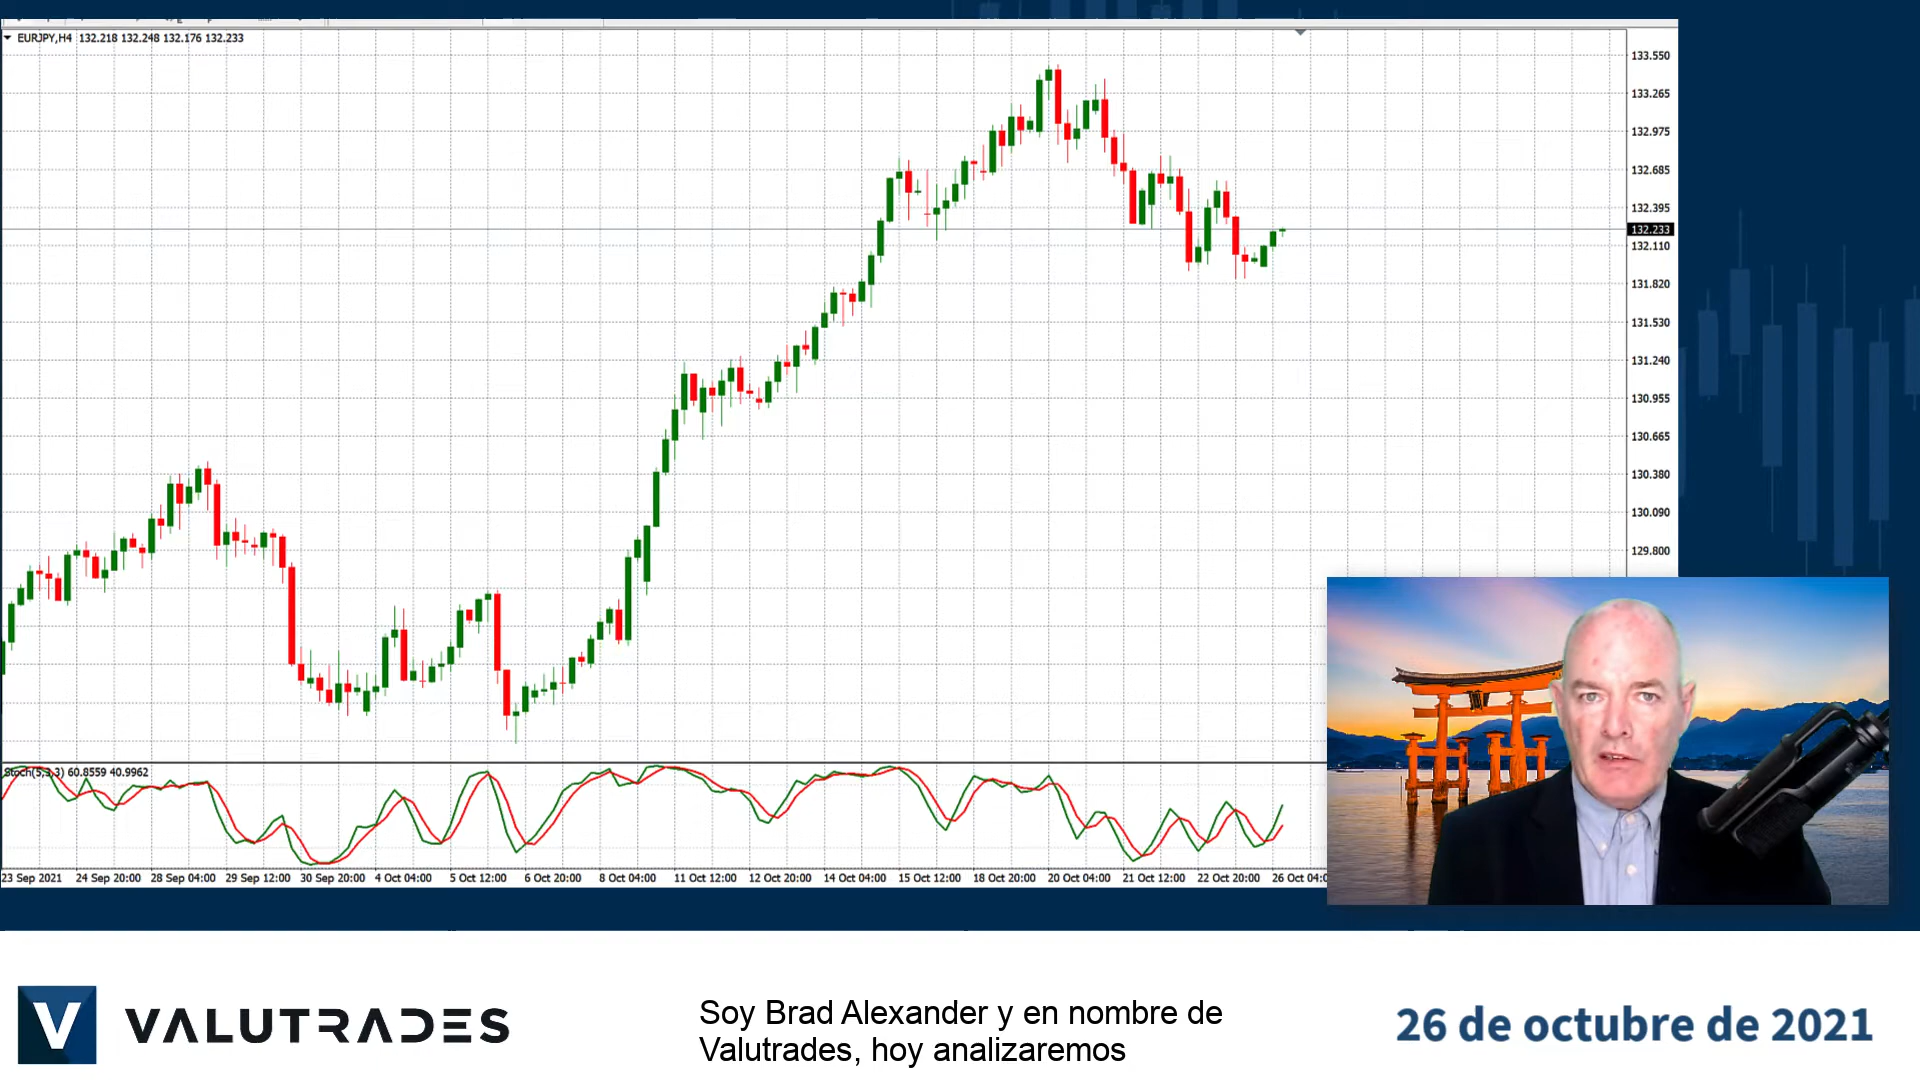 EURJPY,H4 132.218 132.248 132.176 132.233
133.550
133.265
132.975
132.685
132.395
132.233
132.110
131.820
131.530
131.240
130.955
130.665
130.380
130.090
129.800
Stoch(5,3,3) 60.8559 40.9962
23 Sep 2021 24 Sep 20:00 28 Sep 04:00 29 Sep 12:00 30 Sep 20:00 4 Oct 04:00 5 Oct 12:00 6 Oct 20:00 8 Oct 04:00 11 Oct 12:00 12 Oct 20:00 14 Oct 04:00 15 Oct 12:00 18 Oct 20:00 20 Oct 04:00 21 Oct 12:00 22 Oct 20:00 26 Oct 04:0
V VALUTRADES
Soy Brad Alexander y en nombre de
Valutrades, hoy analizaremos
26 de octubre de 2021